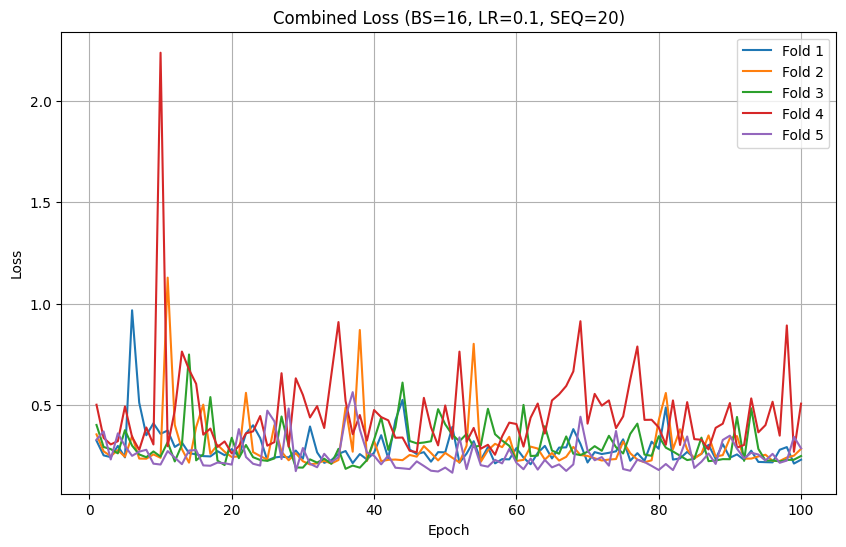 Combined Loss (BS=16, LR=0.1, SEQ=20)
Fold 1
Fold 2
Fold 3
Fold 4
Fold 5
Loss
2.0
1.5
1.0
0.5
0 20 40 60 80 100
Epoch